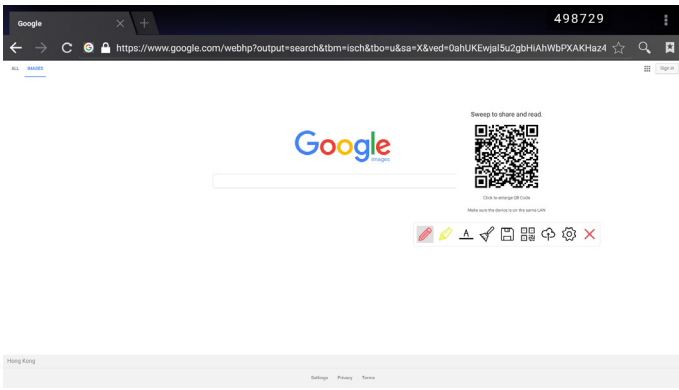 498729
Google
https://www.google.com/webhp?output=search&tbm=isch&tbo=u&sa=X&ved=0ahUKEwjal5u2gbHiAhWbPXAKHaz4
ALL IMAGES
Sign in
Sweep to share and read.
Google
images
Click to enlarge QR Code
Make sure this device is on the same LAN
A
Hong Kong
Settings Privacy Terms